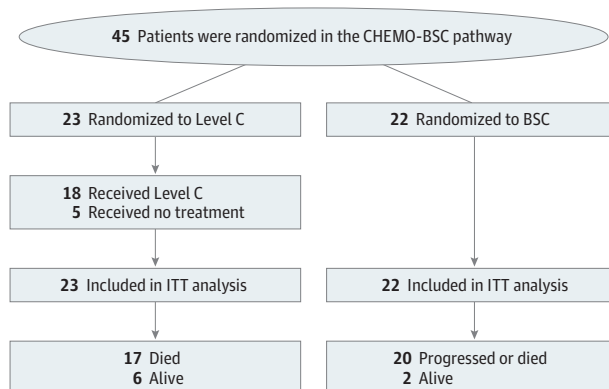 45 Patients were randomized in the CHEMO-BSC pathway
23 Randomized to Level C
22 Randomized to BSC
18 Received Level C
5 Received no treatment
23 Included in ITT analysis
22 Included in ITT analysis
17 Died
6 Alive
20 Progressed or died
2 Alive